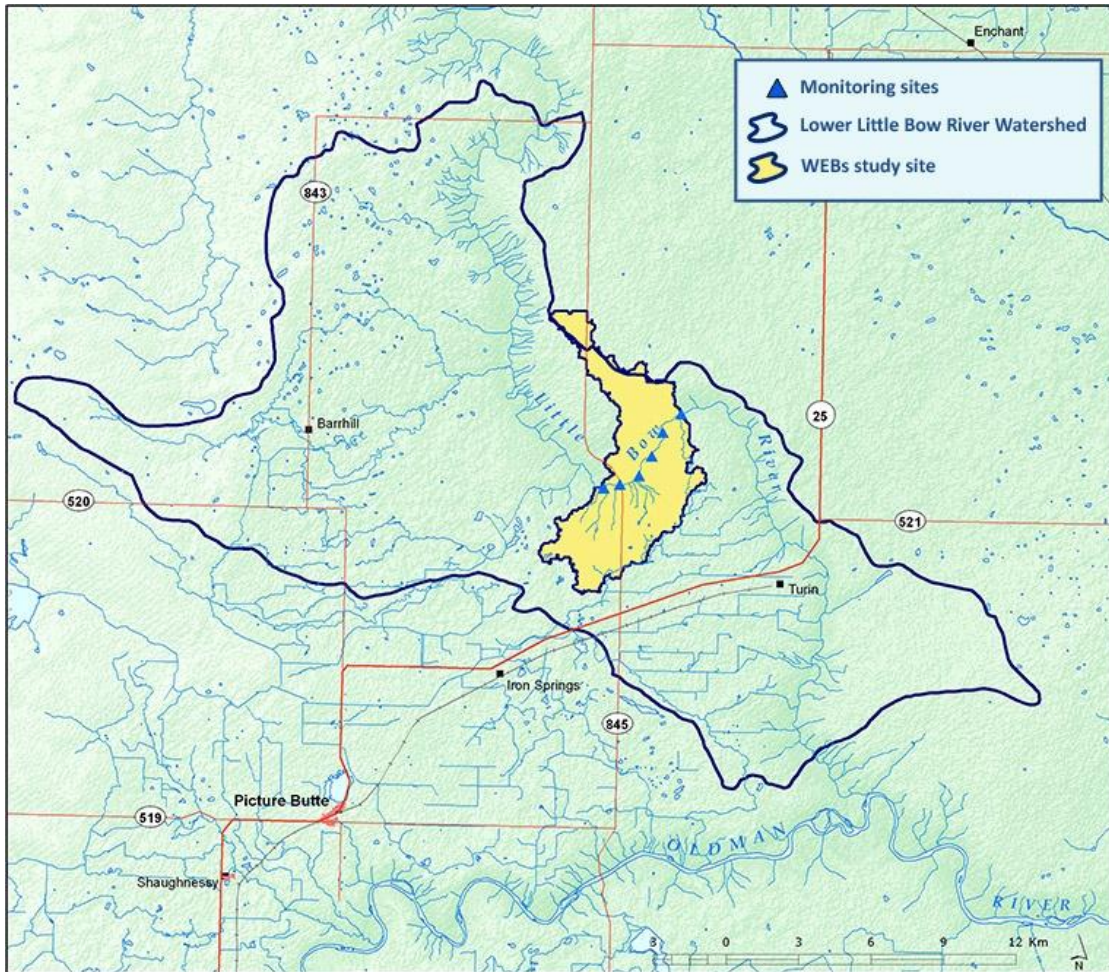 Enchant
Monitoring sites
Lower Little Bow River Watershed
WEBs study site
843
Barrhill
Little
Bow
River
25
520
521
Turin
Iron Springs
845
Picture Butte
519
OLDMAN
RIVER
Shaughnessy
3 0 3 6 9 12 Km
N